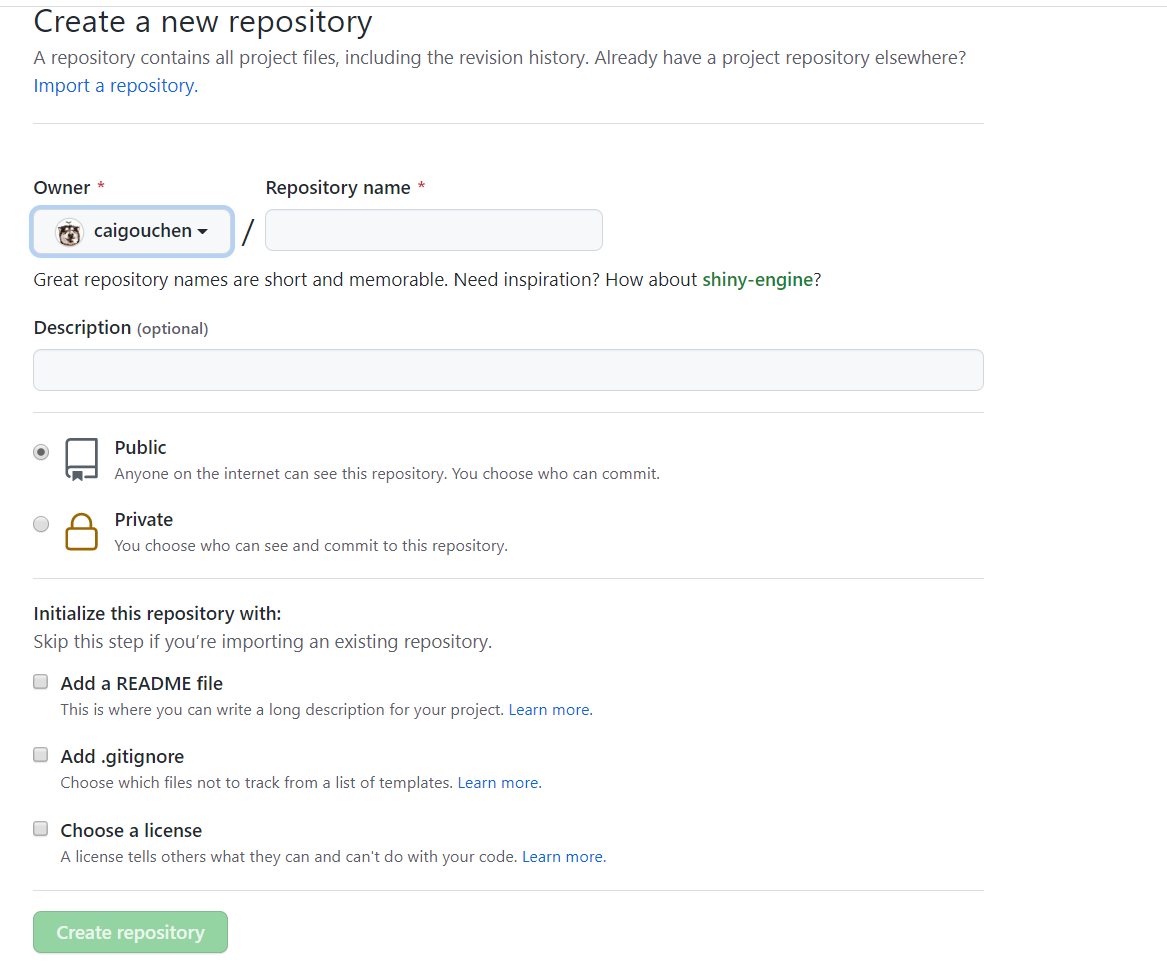 Create a new repository
A repository contains all project files, including the revision history. Already have a project repository elsewhere?
Import a repository.
Owner *
Repository name *
caigouchen
/
Great repository names are short and memorable. Need inspiration? How about shiny-engine?
Description (optional)
Public
Anyone on the internet can see this repository. You choose who can commit.
Private
You choose who can see and commit to this repository.
Initialize this repository with:
Skip this step if you’re importing an existing repository.
Add a README file
This is where you can write a long description for your project. Learn more.
Add .gitignore
Choose which files not to track from a list of templates. Learn more.
Choose a license
A license tells others what they can and can't do with your code. Learn more.
Create repository